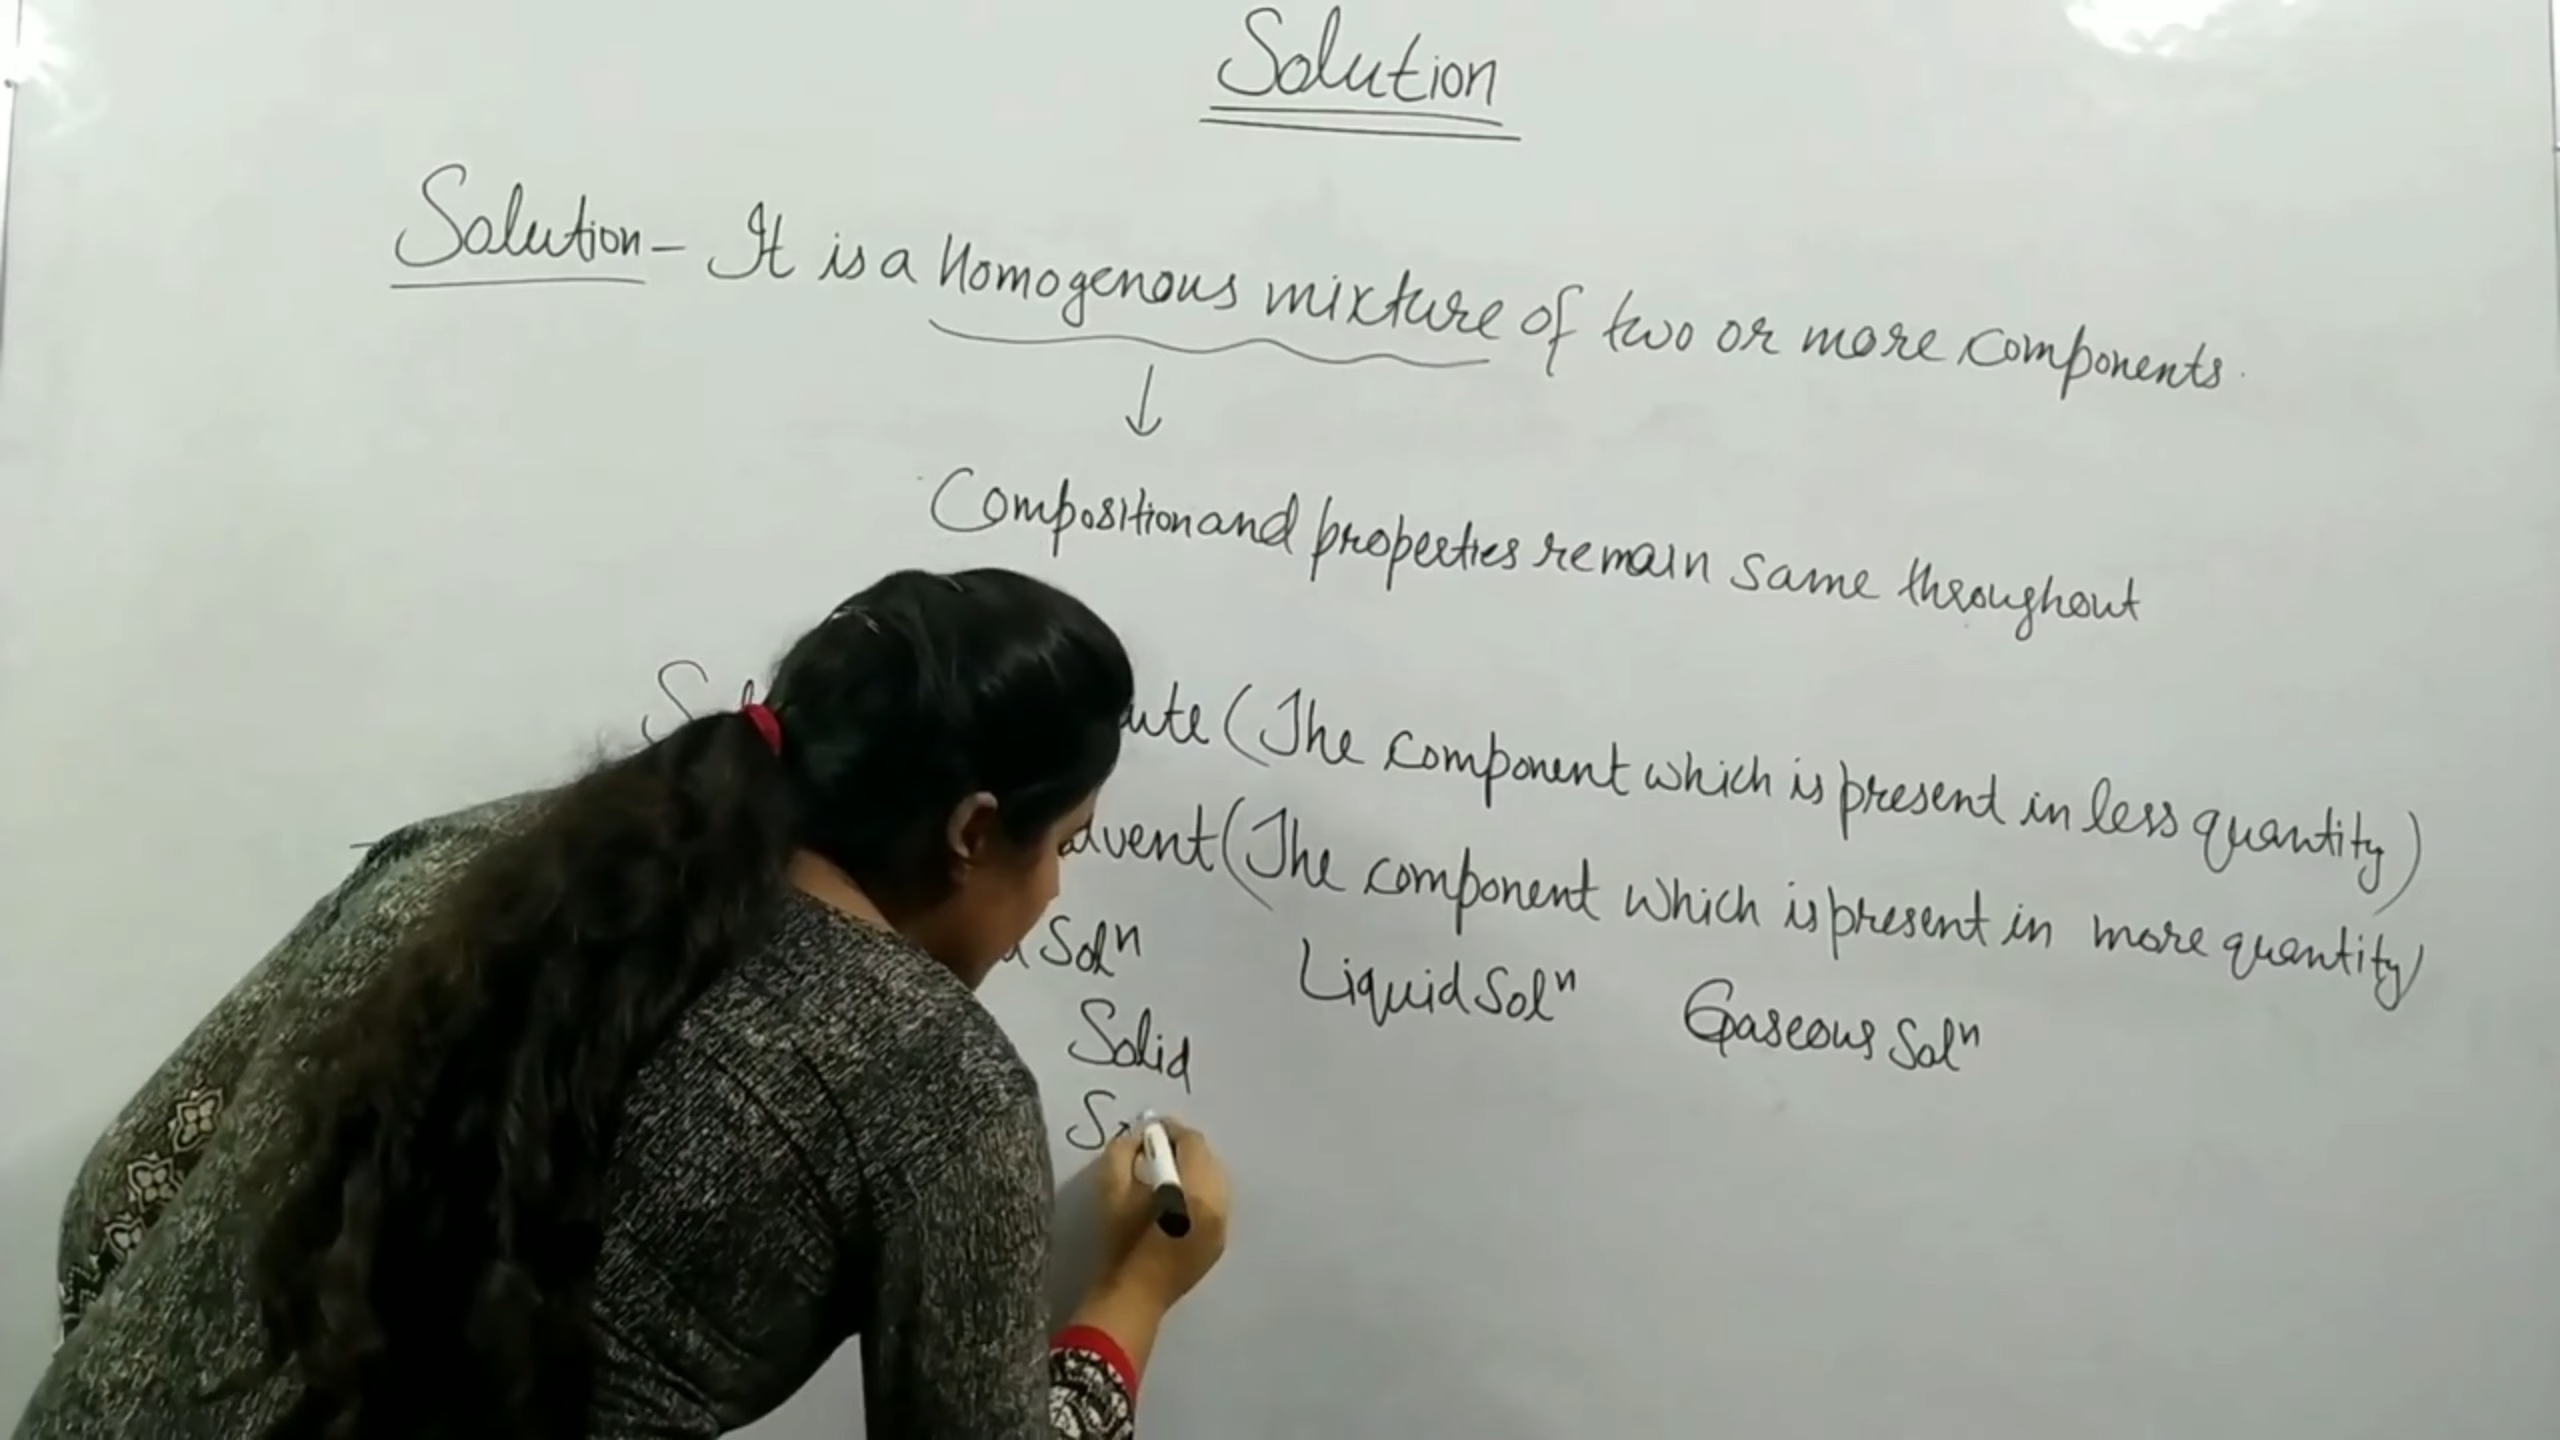 Solution
Solution - It is a Homogenous mixture of two or more components.
↓
Composition and properties remain same throughout
(The component which is present in less quantity)
(The component which is present in more quantity)
Solⁿ Liquid Solⁿ Gaseous Solⁿ
Solid